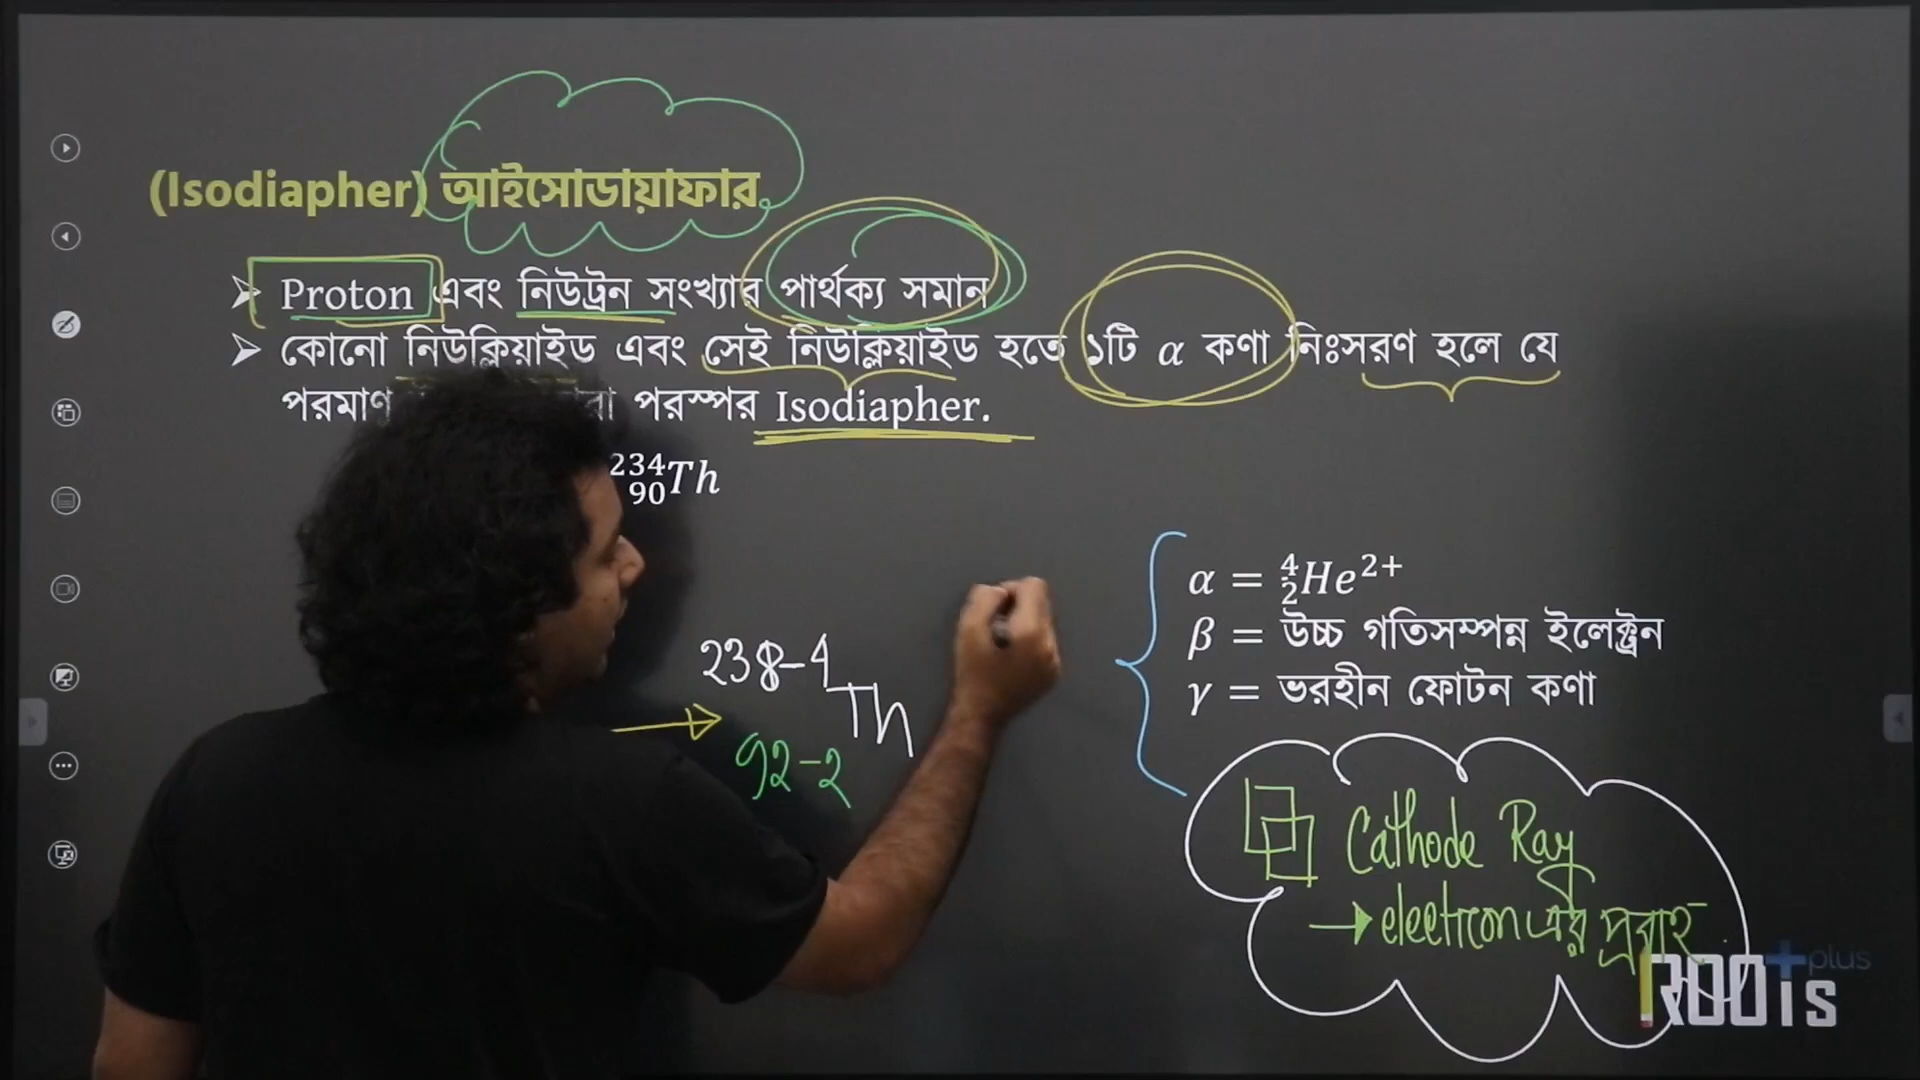 (Isodiapher) আইসোডায়াফার
➢ Proton এবং নিউট্রন সংখ্যার পার্থক্য সমান
➢ কোনো নিউক্লিয়াইড এবং সেই নিউক্লিয়াইড হতে ১টি α কণা নিঃসরণ হলে যে
পরমাণু পরস্পর Isodiapher.
²³⁴₉₀Th
α = ⁴₂He²⁺
β = উচ্চ গতিসম্পন্ন ইলেক্ট্রন
γ = ভরহীন ফোটন কণা
238-4
Th
92-2
Cathode Ray
→ electron এর প্রবাহ
ROOTs plus